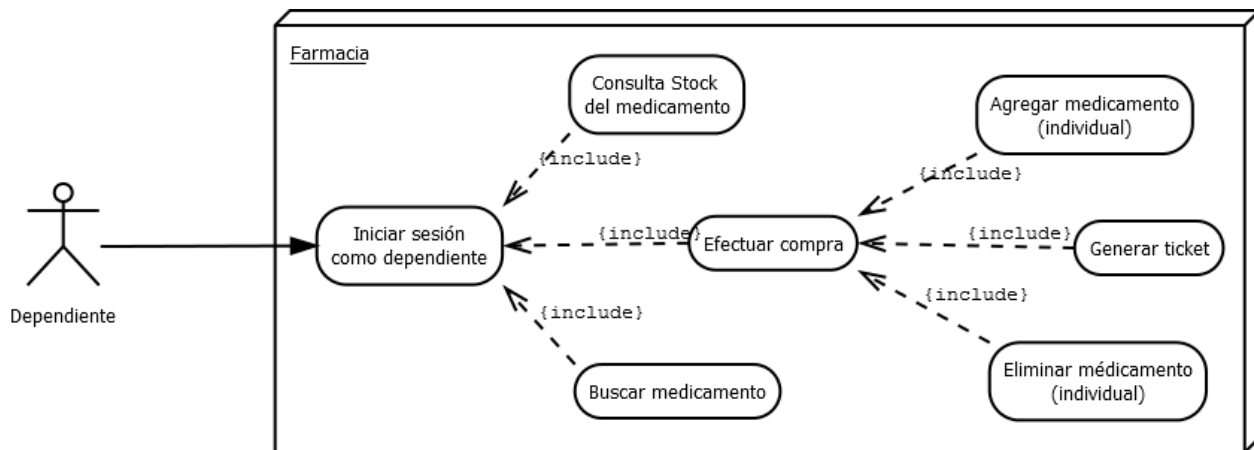 Farmacia
Consulta Stock
del medicamento
Agregar medicamento
(individual)
{include}
{include}
Iniciar sesión
como dependiente
{include}
Efectuar compra
{include}
Generar ticket
Dependiente
{include}
{include}
Buscar medicamento
Eliminar médicamento
(individual)